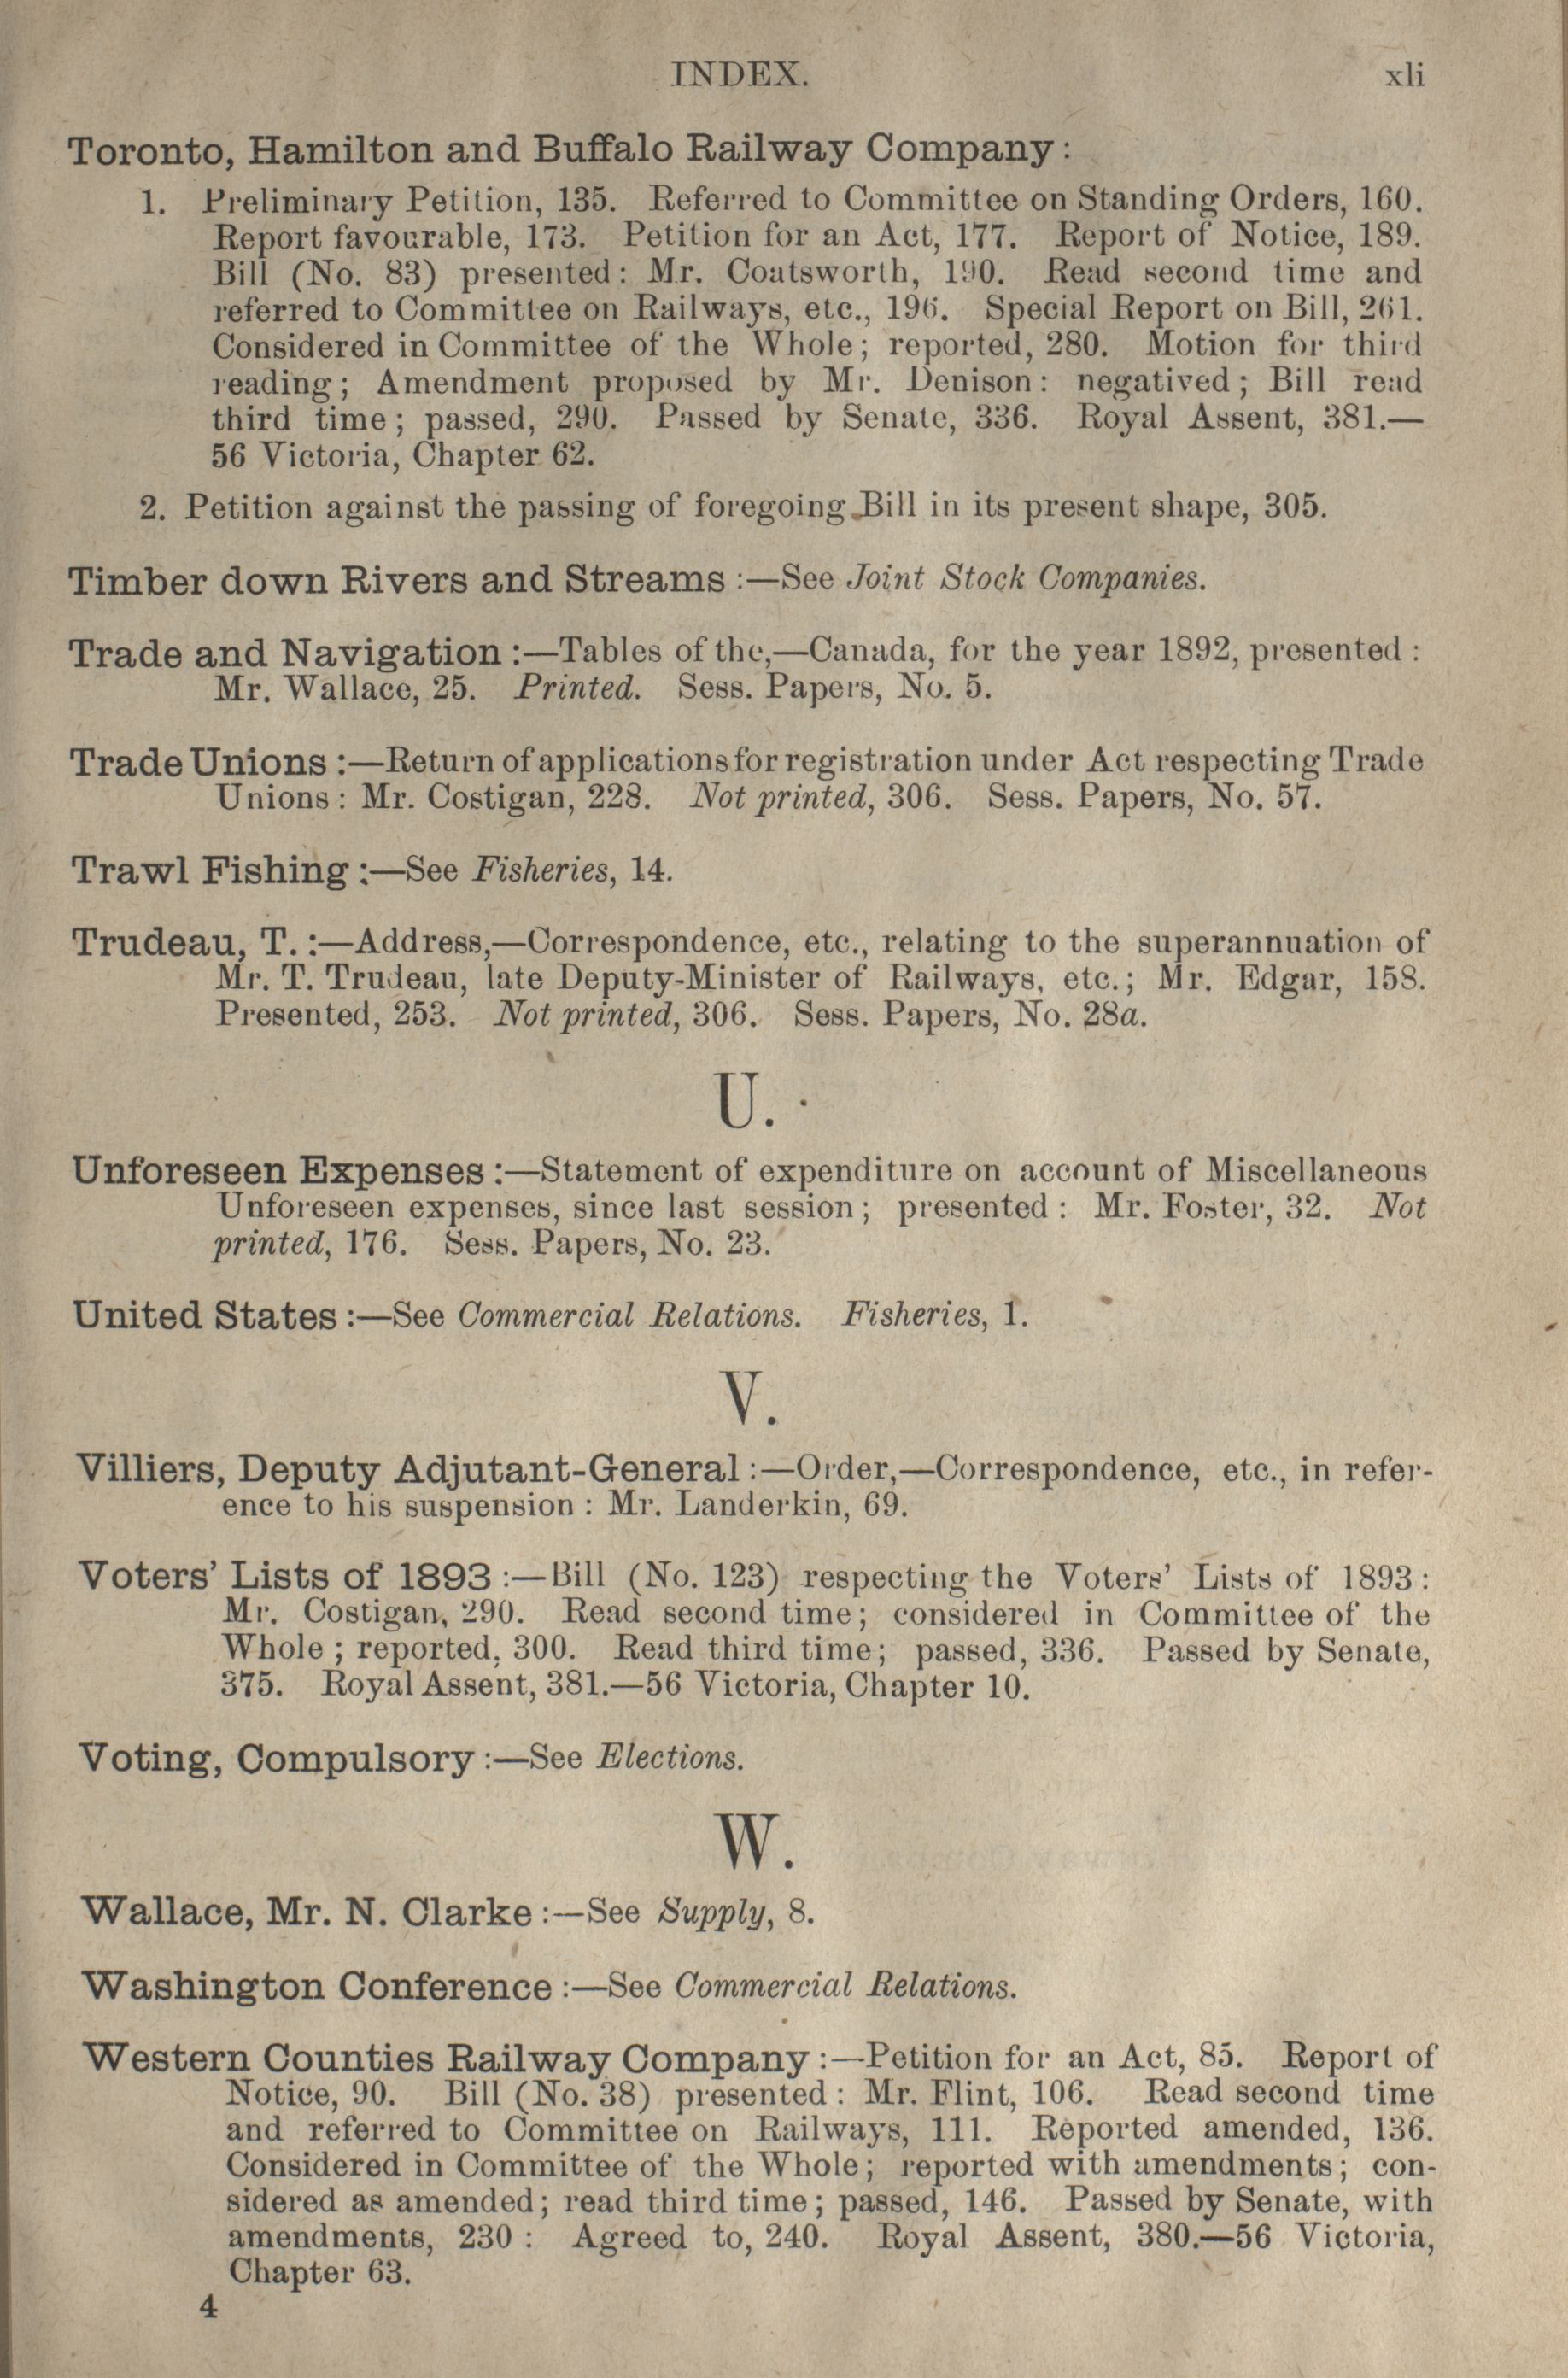 INDEX. xli
Toronto, Hamilton and Buffalo Railway Company:
1. Preliminary Petition, 135. Referred to Committee on Standing Orders, 160.
Report favourable, 173. Petition for an Act, 177. Report of Notice, 189.
Bill (No. 83) presented: Mr. Coatsworth, 190. Read second time and
referred to Committee on Railways, etc., 196. Special Report on Bill, 261.
Considered in Committee of the Whole; reported, 280. Motion for third
reading; Amendment proposed by Mr. Denison: negatived; Bill read
third time; passed, 290. Passed by Senate, 336. Royal Assent, 381.—
56 Victoria, Chapter 62.
2. Petition against the passing of foregoing Bill in its present shape, 305.
Timber down Rivers and Streams:—See Joint Stock Companies.
Trade and Navigation:—Tables of the,—Canada, for the year 1892, presented:
Mr. Wallace, 25. Printed. Sess. Papers, No. 5.
Trade Unions:—Return of applications for registration under Act respecting Trade
Unions: Mr. Costigan, 228. Not printed, 306. Sess. Papers, No. 57.
Trawl Fishing:—See Fisheries, 14.
Trudeau, T.:—Address,—Correspondence, etc., relating to the superannuation of
Mr. T. Trudeau, late Deputy-Minister of Railways, etc.; Mr. Edgar, 158.
Presented, 253. Not printed, 306. Sess. Papers, No. 28a.
U.
Unforeseen Expenses:—Statement of expenditure on account of Miscellaneous
Unforeseen expenses, since last session; presented: Mr. Foster, 32. Not
printed, 176. Sess. Papers, No. 23.
United States:—See Commercial Relations. Fisheries, 1.
V.
Villiers, Deputy Adjutant-General:—Order,—Correspondence, etc., in refer-
ence to his suspension: Mr. Landerkin, 69.
Voters' Lists of 1893:—Bill (No. 123) respecting the Voters' Lists of 1893:
Mr. Costigan, 290. Read second time; considered in Committee of the
Whole; reported, 300. Read third time; passed, 336. Passed by Senate,
375. Royal Assent, 381.—56 Victoria, Chapter 10.
Voting, Compulsory:—See Elections.
W.
Wallace, Mr. N. Clarke:—See Supply, 8.
Washington Conference:—See Commercial Relations.
Western Counties Railway Company:—Petition for an Act, 85. Report of
Notice, 90. Bill (No. 38) presented: Mr. Flint, 106. Read second time
and referred to Committee on Railways, 111. Reported amended, 136.
Considered in Committee of the Whole; reported with amendments; con-
sidered as amended; read third time; passed, 146. Passed by Senate, with
amendments, 230: Agreed to, 240. Royal Assent, 380.—56 Victoria,
Chapter 63.
4